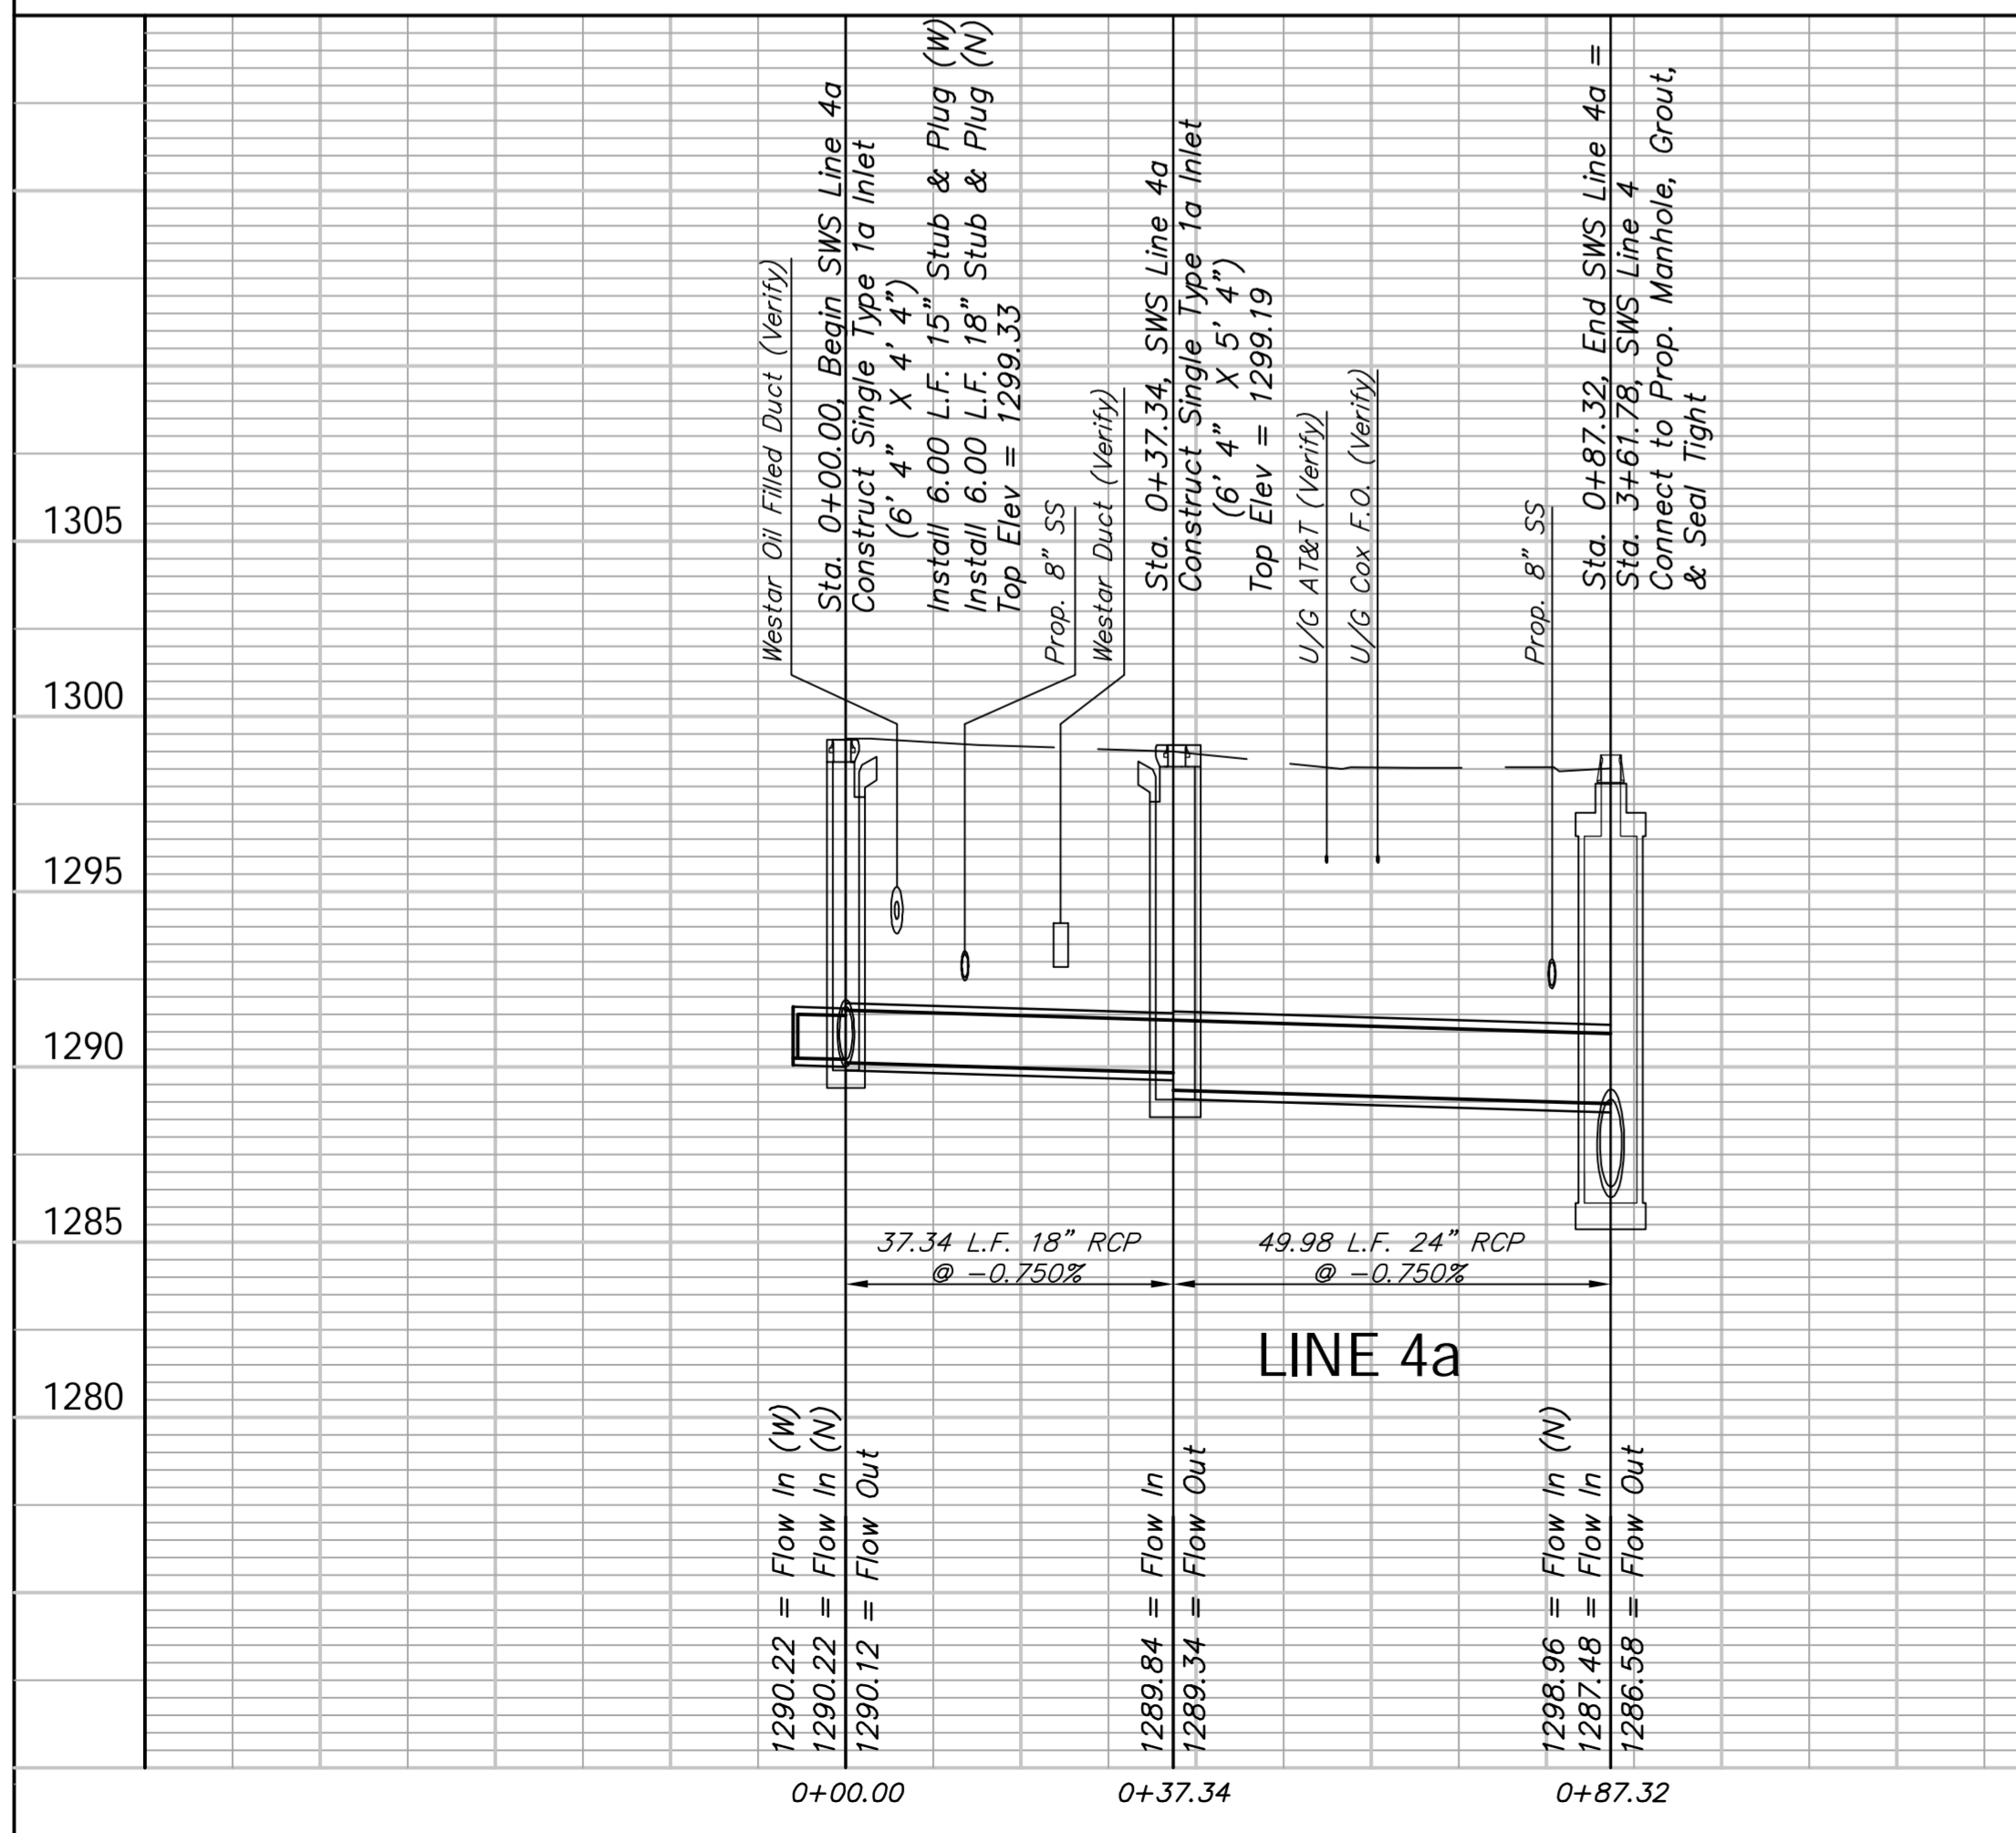 Westar Oil Filled Duct (Verify)
Sta. 0+00.00, Begin SWS Line 4a
Construct Single Type 1a Inlet
(6' 4" X 4' 4")
Install 6.00 L.F. 15" Stub & Plug (W)
Install 6.00 L.F. 18" Stub & Plug (N)
Top Elev = 1299.33
Prop. 8" SS
Westar Duct (Verify)
Sta. 0+37.34, SWS Line 4a
Construct Single Type 1a Inlet
(6' 4" X 5' 4")
Top Elev = 1299.19
U/G AT&T (Verify)
U/G Cox F.O. (Verify)
Prop. 8" SS
Sta. 0+87.32, End SWS Line 4a =
Sta. 3+61.78, SWS Line 4
Connect to Prop. Manhole, Grout,
& Seal Tight
1305
1300
1295
1290
1285
1280
37.34 L.F. 18" RCP
@ -0.750%
49.98 L.F. 24" RCP
@ -0.750%
LINE 4a
1290.22 = Flow In (W)
1290.22 = Flow In (N)
1290.12 = Flow Out
1289.84 = Flow In
1289.34 = Flow Out
1298.96 = Flow In (N)
1287.48 = Flow In
1286.58 = Flow Out
0+00.00
0+37.34
0+87.32